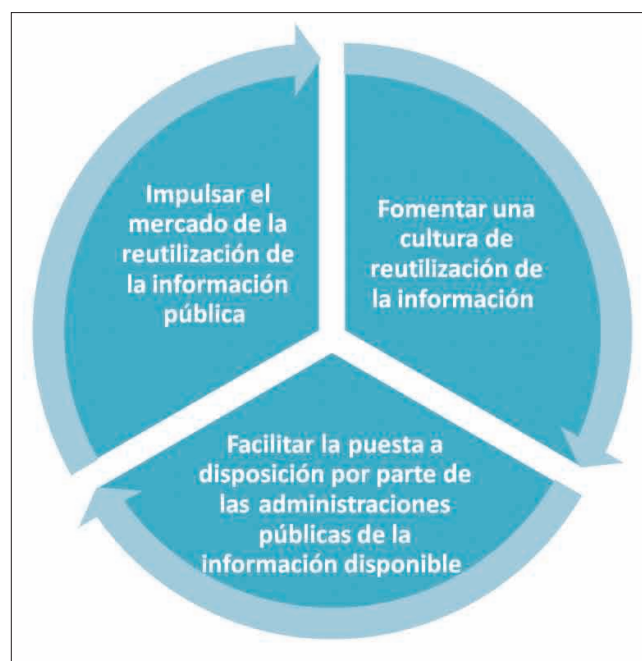 Impulsar el
mercado de la
reutilización de
la información
pública
Fomentar una
cultura de
reutilización de
la información
Facilitar la puesta a
disposición por parte de
las administraciones
públicas de la
información disponible